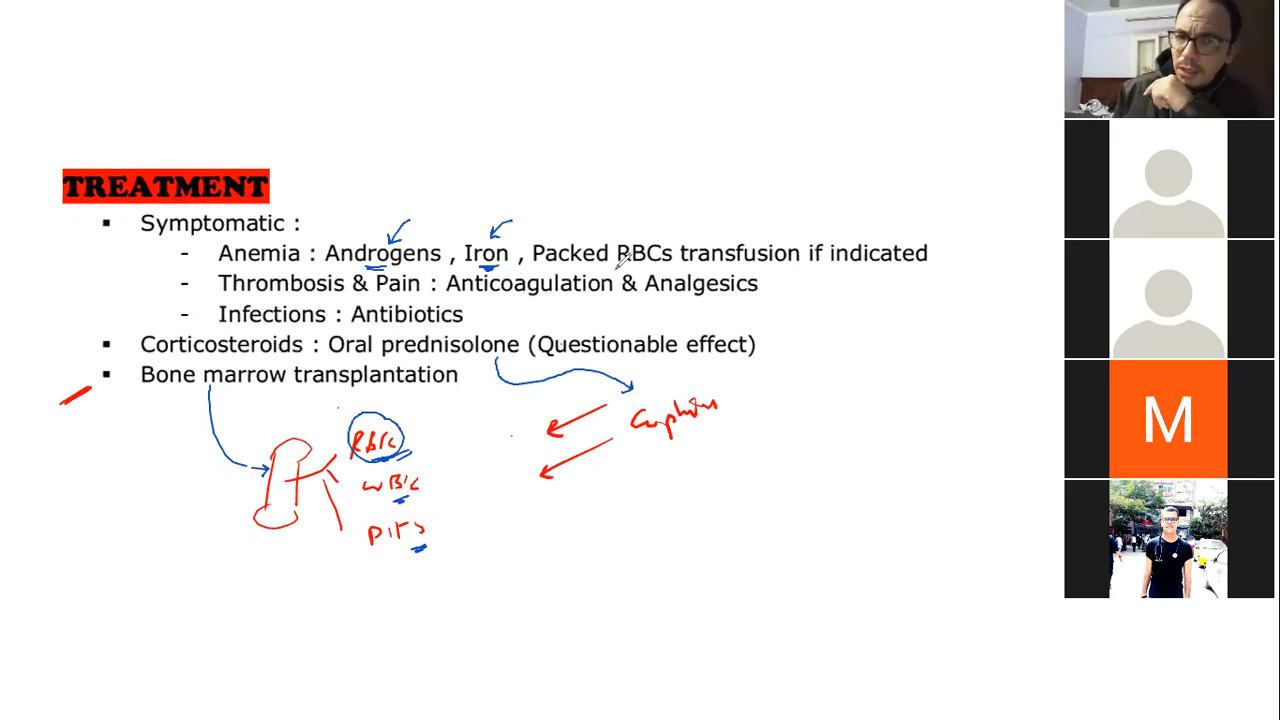 TREATMENT
▪ Symptomatic :
- Anemia : Androgens , Iron , Packed RBCs transfusion if indicated
- Thrombosis & Pain : Anticoagulation & Analgesics
- Infections : Antibiotics
▪ Corticosteroids : Oral prednisolone (Questionable effect)
▪ Bone marrow transplantation
RBCs
WBCs
M